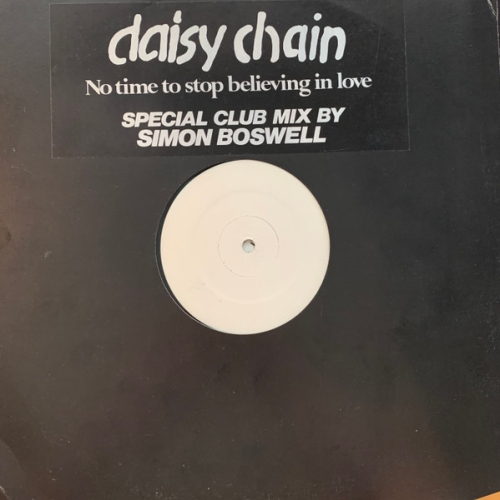 daisy chain
No time to stop believing in love
SPECIAL CLUB MIX BY
SIMON BOSWELL